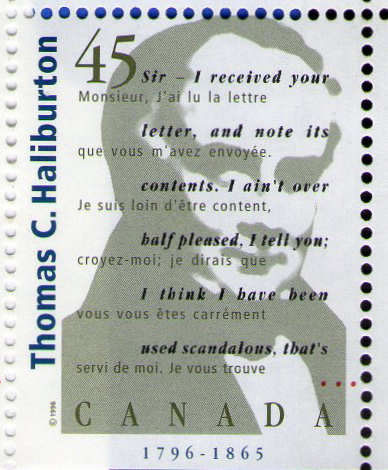 45
Thomas C. Haliburton
Sir – I received your
Monsieur, J'ai lu la lettre
letter, and note its
que vous m'avez envoyée.
contents. I ain't over
Je suis loin d'être content,
half pleased, I tell you;
croyez-moi; je dirais que
I think I have been
vous vous êtes carrément
used scandalous, that's
servi de moi. Je vous trouve
© 1996
CANADA
1796-1865